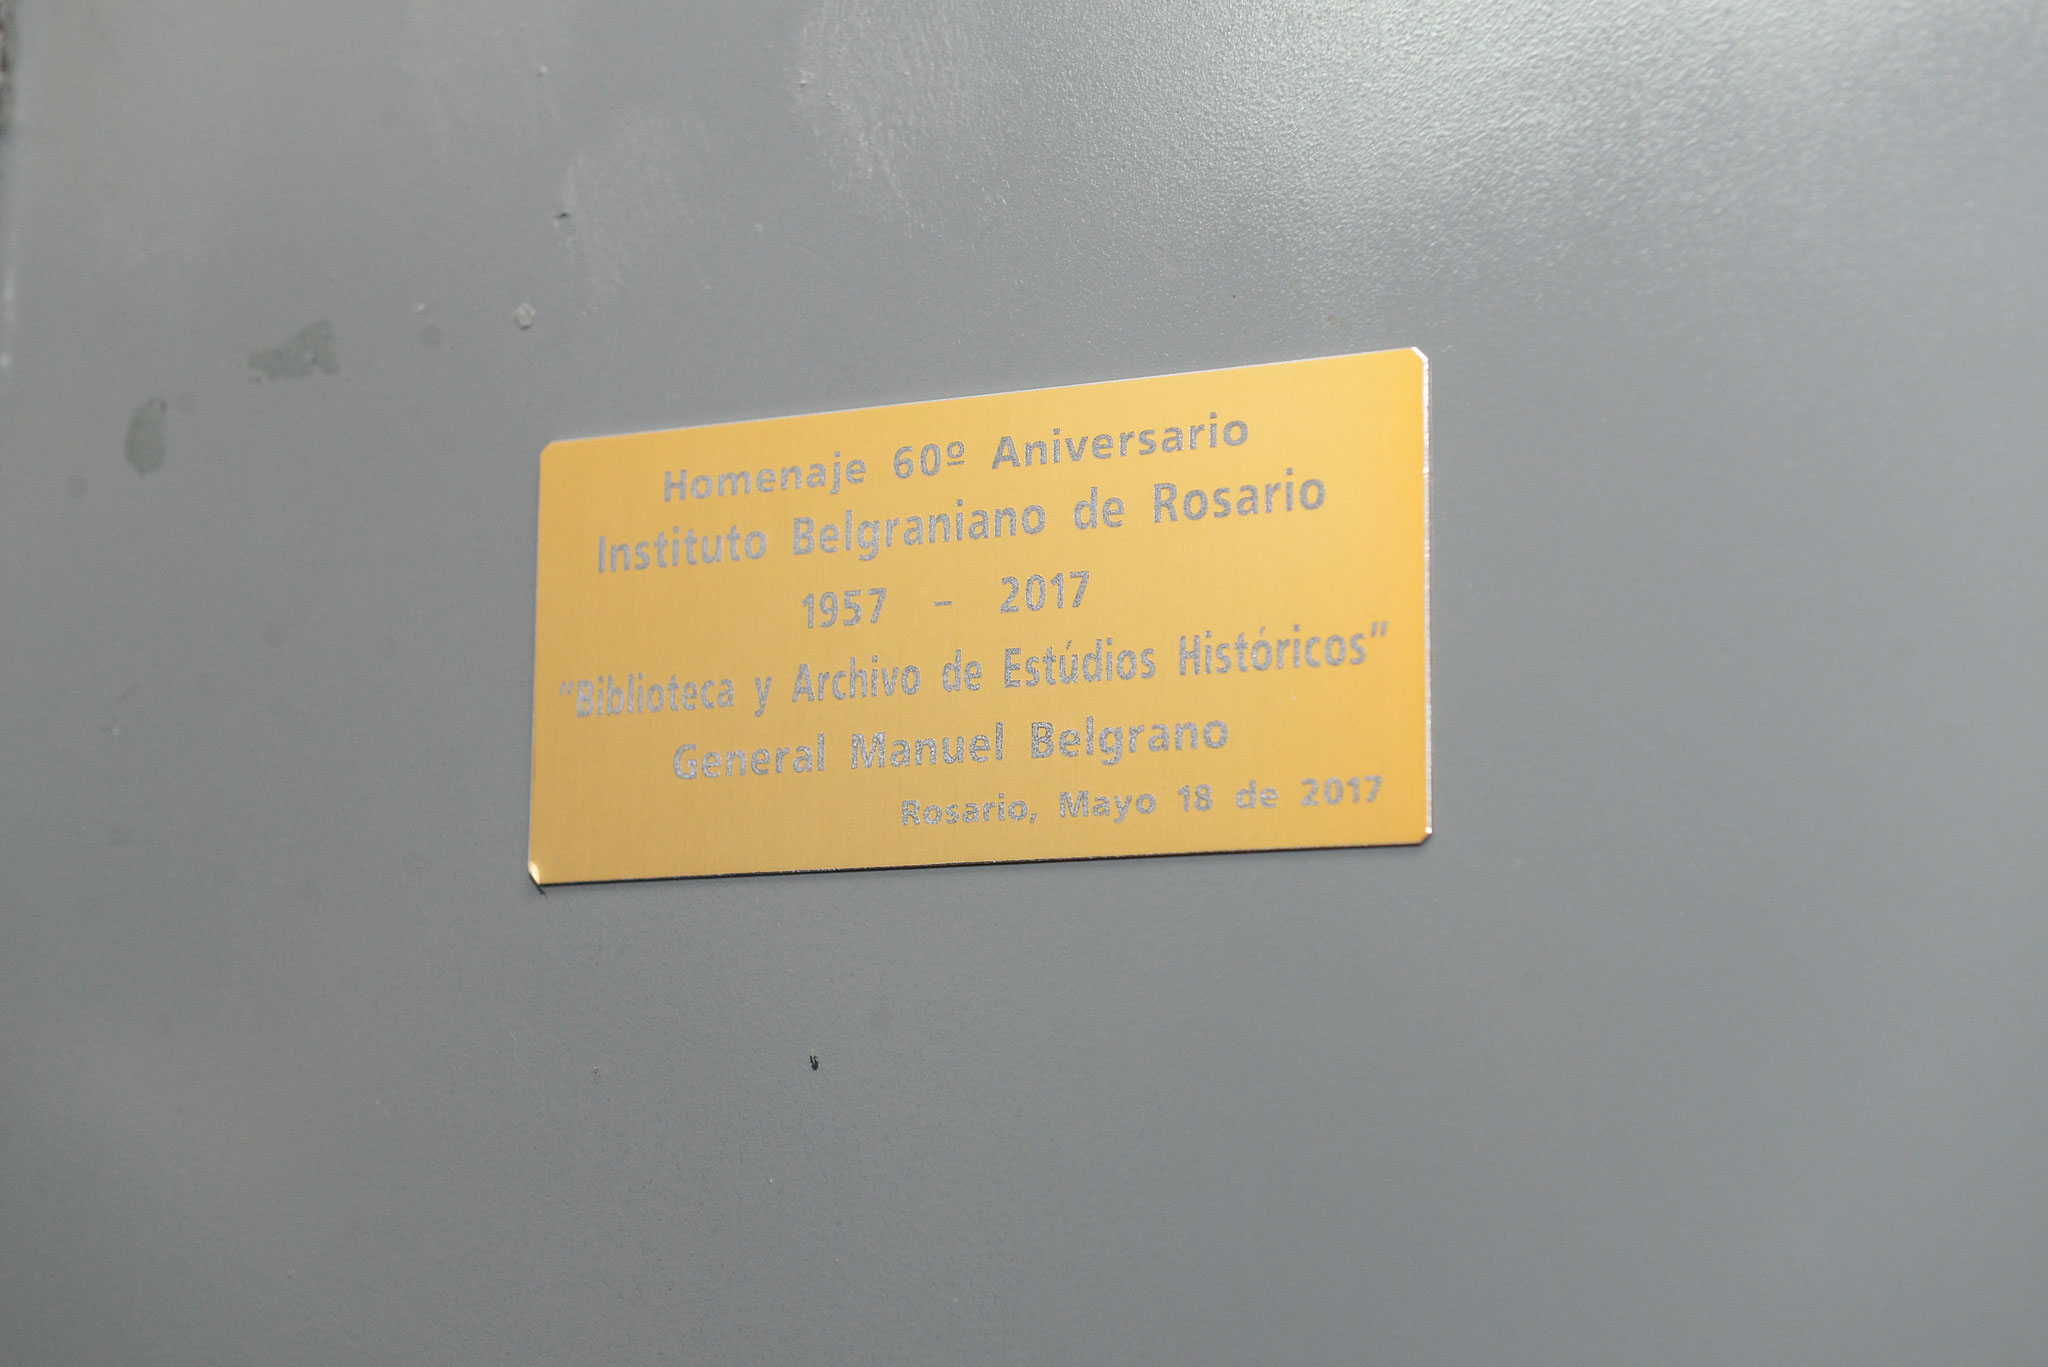 Homenaje 60º Aniversario
Instituto Belgraniano de Rosario
1957 - 2017
"Biblioteca y Archivo de Estúdios Históricos"
General Manuel Belgrano
Rosario, Mayo 18 de 2017